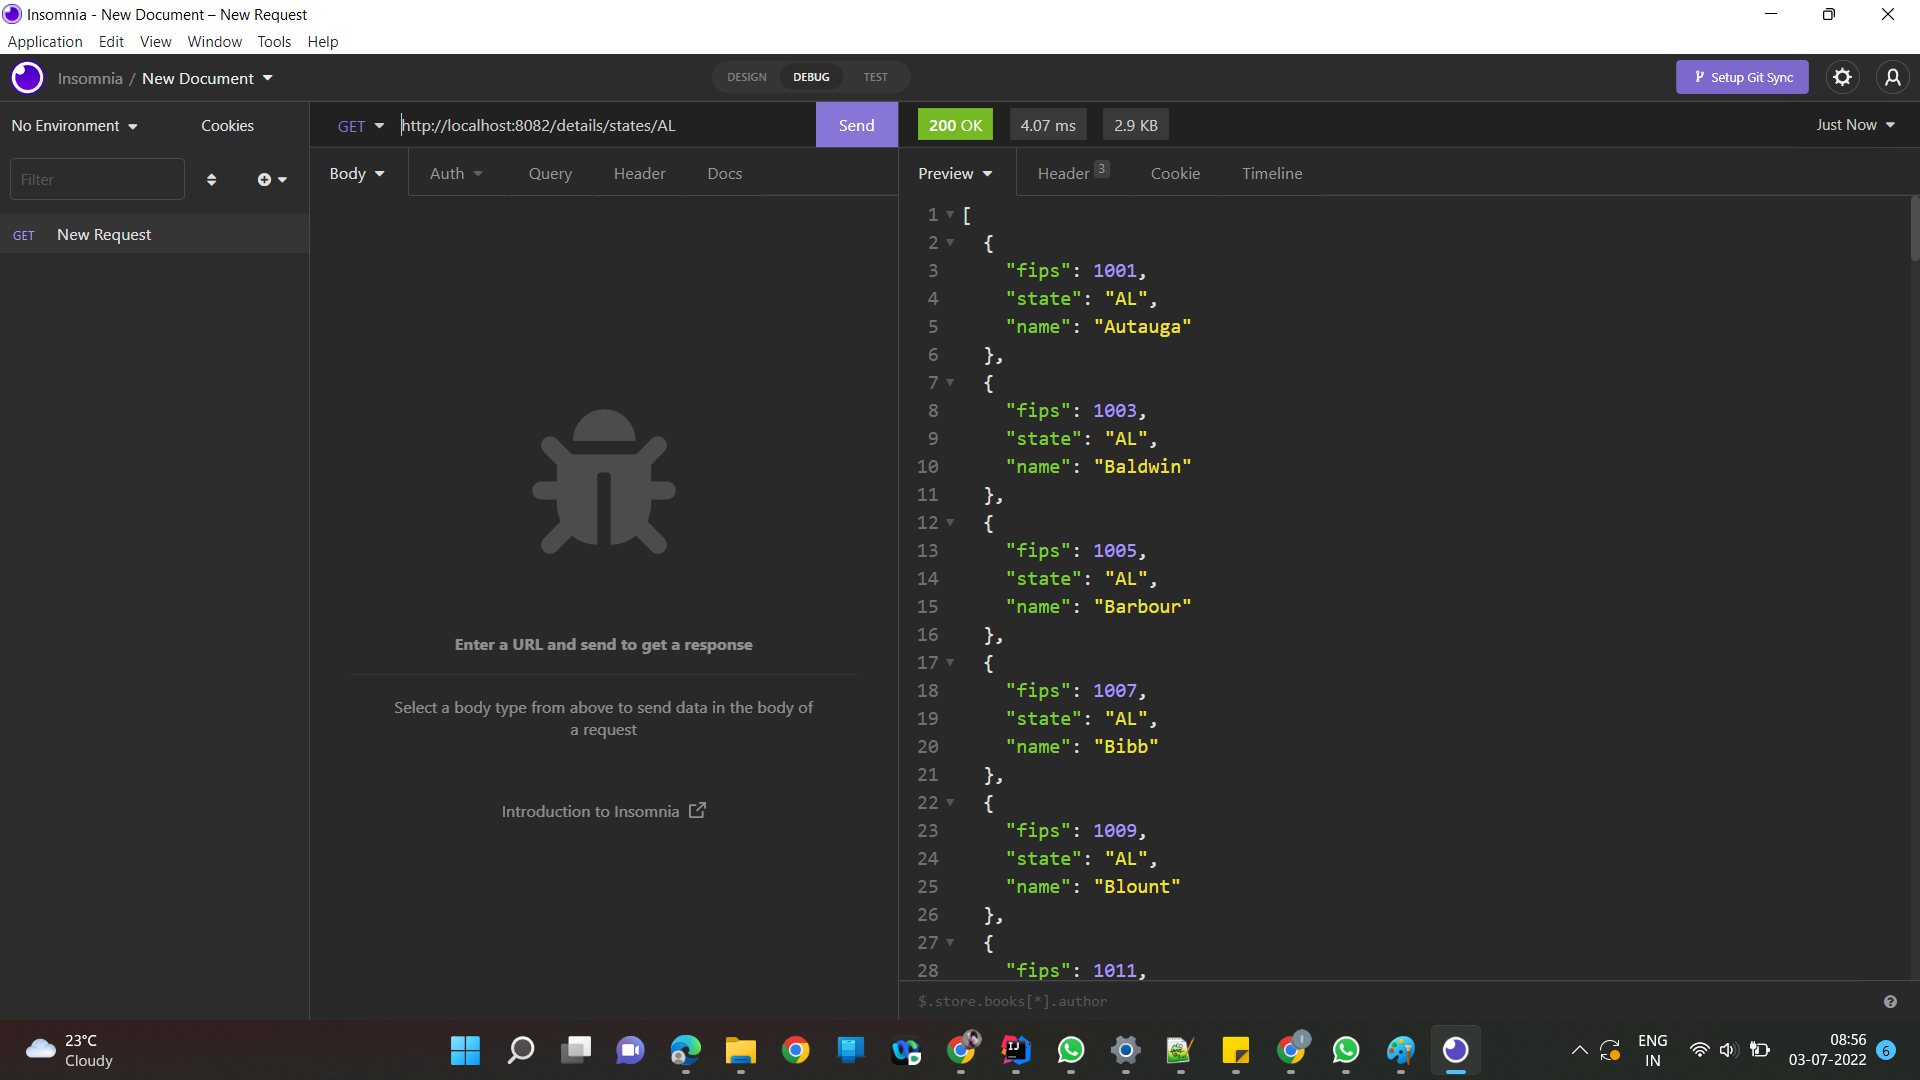 Insomnia - New Document – New Request
Application Edit View Window Tools Help
Insomnia / New Document
DESIGN DEBUG TEST
Setup Git Sync
No Environment Cookies
GET http://localhost:8082/details/states/AL Send
200 OK 4.07 ms 2.9 KB
Just Now
Filter
Body Auth Query Header Docs
Preview Header 3 Cookie Timeline
GET New Request
Enter a URL and send to get a response
Select a body type from above to send data in the body of
a request
Introduction to Insomnia
1 [
2 {
3 "fips": 1001,
4 "state": "AL",
5 "name": "Autauga"
6 },
7 {
8 "fips": 1003,
9 "state": "AL",
10 "name": "Baldwin"
11 },
12 {
13 "fips": 1005,
14 "state": "AL",
15 "name": "Barbour"
16 },
17 {
18 "fips": 1007,
19 "state": "AL",
20 "name": "Bibb"
21 },
22 {
23 "fips": 1009,
24 "state": "AL",
25 "name": "Blount"
26 },
27 {
28 "fips": 1011,
$.store.books[*].author
23°C
Cloudy
IJ
ENG
IN
08:56
03-07-2022
6